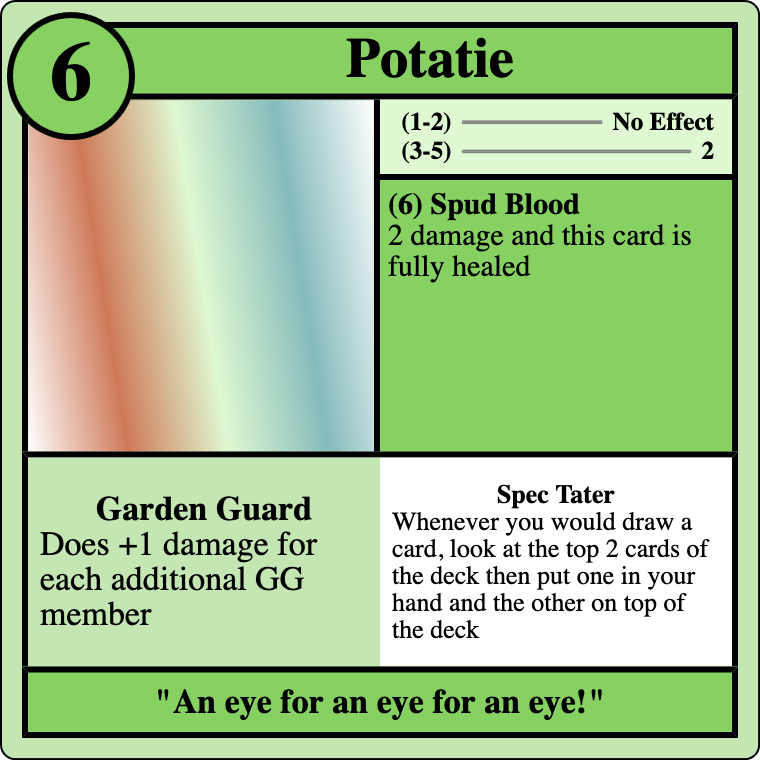 6
Potatie
(1-2) No Effect
(3-5) 2
(6) Spud Blood
2 damage and this card is
fully healed
Garden Guard
Does +1 damage for
each additional GG
member
Spec Tater
Whenever you would draw a
card, look at the top 2 cards of
the deck then put one in your
hand and the other on top of
the deck
"An eye for an eye for an eye!"